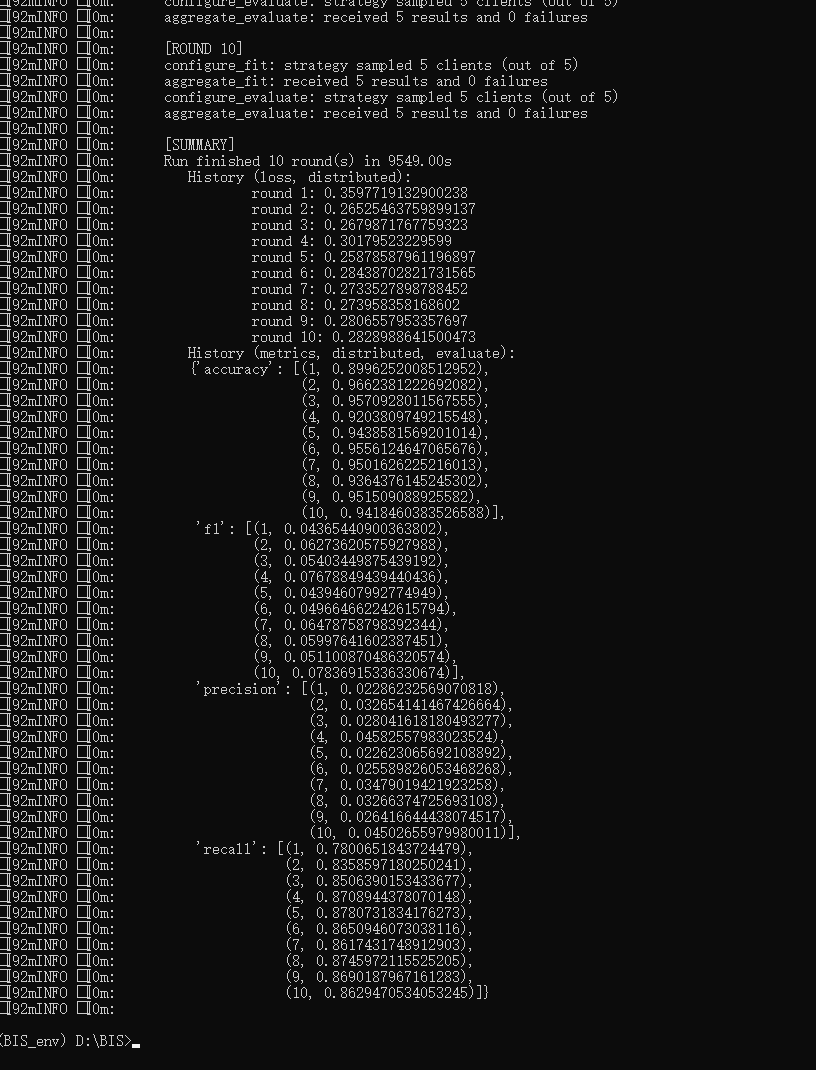 [92mINFO [0m:      configure_evaluate: strategy sampled 5 clients (out of 5)
[92mINFO [0m:      aggregate_evaluate: received 5 results and 0 failures
[92mINFO [0m:
[92mINFO [0m:      [ROUND 10]
[92mINFO [0m:      configure_fit: strategy sampled 5 clients (out of 5)
[92mINFO [0m:      aggregate_fit: received 5 results and 0 failures
[92mINFO [0m:      configure_evaluate: strategy sampled 5 clients (out of 5)
[92mINFO [0m:      aggregate_evaluate: received 5 results and 0 failures
[92mINFO [0m:
[92mINFO [0m:      [SUMMARY]
[92mINFO [0m:      Run finished 10 round(s) in 9549.00s
[92mINFO [0m:         History (loss, distributed):
[92mINFO [0m:                 round 1: 0.3597719132900238
[92mINFO [0m:                 round 2: 0.26525463759899137
[92mINFO [0m:                 round 3: 0.2679871767759323
[92mINFO [0m:                 round 4: 0.30179523229599
[92mINFO [0m:                 round 5: 0.25878587961196897
[92mINFO [0m:                 round 6: 0.28438702821731565
[92mINFO [0m:                 round 7: 0.2733527898788452
[92mINFO [0m:                 round 8: 0.273958358168602
[92mINFO [0m:                 round 9: 0.2806557953357697
[92mINFO [0m:                 round 10: 0.2828988641500473
[92mINFO [0m:         History (metrics, distributed, evaluate):
[92mINFO [0m:         {'accuracy': [(1, 0.8996252008512952),
[92mINFO [0m:                       (2, 0.9662381222692082),
[92mINFO [0m:                       (3, 0.9570928011567555),
[92mINFO [0m:                       (4, 0.9203809749215548),
[92mINFO [0m:                       (5, 0.9438581569201014),
[92mINFO [0m:                       (6, 0.9556124647065676),
[92mINFO [0m:                       (7, 0.9501626225216013),
[92mINFO [0m:                       (8, 0.9364376145245302),
[92mINFO [0m:                       (9, 0.951509088925582),
[92mINFO [0m:                       (10, 0.9418460383526588)],
[92mINFO [0m:          'f1': [(1, 0.04365440900363802),
[92mINFO [0m:                 (2, 0.06273620575927988),
[92mINFO [0m:                 (3, 0.05403449875439192),
[92mINFO [0m:                 (4, 0.07678849439440436),
[92mINFO [0m:                 (5, 0.04394607992774949),
[92mINFO [0m:                 (6, 0.049664662242615794),
[92mINFO [0m:                 (7, 0.06478758798392344),
[92mINFO [0m:                 (8, 0.05997641602387451),
[92mINFO [0m:                 (9, 0.051100870486320574),
[92mINFO [0m:                 (10, 0.07836915336330674)],
[92mINFO [0m:          'precision': [(1, 0.02286232569070818),
[92mINFO [0m:                        (2, 0.032654141467426664),
[92mINFO [0m:                        (3, 0.028041618180493277),
[92mINFO [0m:                        (4, 0.04582557983023524),
[92mINFO [0m:                        (5, 0.022623065692108892),
[92mINFO [0m:                        (6, 0.025589826053468268),
[92mINFO [0m:                        (7, 0.03479019421923258),
[92mINFO [0m:                        (8, 0.03266374725693108),
[92mINFO [0m:                        (9, 0.026416644438074517),
[92mINFO [0m:                        (10, 0.04502655979980011)],
[92mINFO [0m:          'recall': [(1, 0.7800651843724479),
[92mINFO [0m:                     (2, 0.8358597180250241),
[92mINFO [0m:                     (3, 0.8506390153433677),
[92mINFO [0m:                     (4, 0.8708944378070148),
[92mINFO [0m:                     (5, 0.8780731834176273),
[92mINFO [0m:                     (6, 0.8650946073038116),
[92mINFO [0m:                     (7, 0.8617431748912903),
[92mINFO [0m:                     (8, 0.8745972115525205),
[92mINFO [0m:                     (9, 0.8690187967161283),
[92mINFO [0m:                     (10, 0.8629470534053245)]}
[92mINFO [0m:
(BIS_env) D:\BIS>